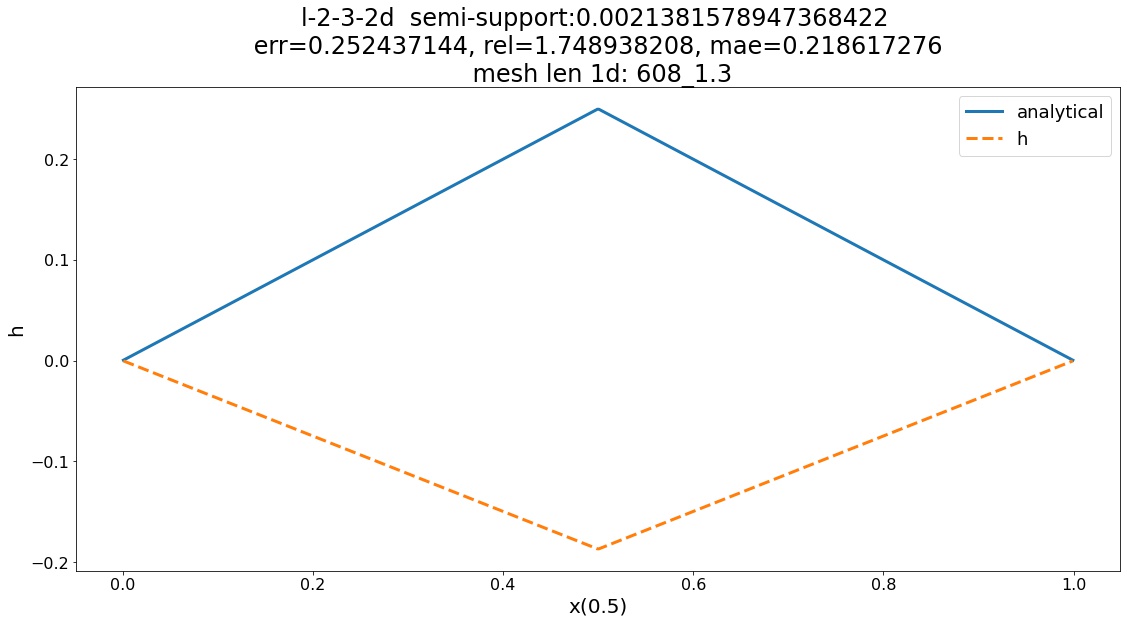 l-2-3-2d  semi-support:0.0021381578947368422
err=0.252437144, rel=1.748938208, mae=0.218617276
mesh len 1d: 608_1.3
analytical
h
0.2
0.1
0.0
−0.1
−0.2
h
0.0 0.2 0.4 0.6 0.8 1.0
x(0.5)